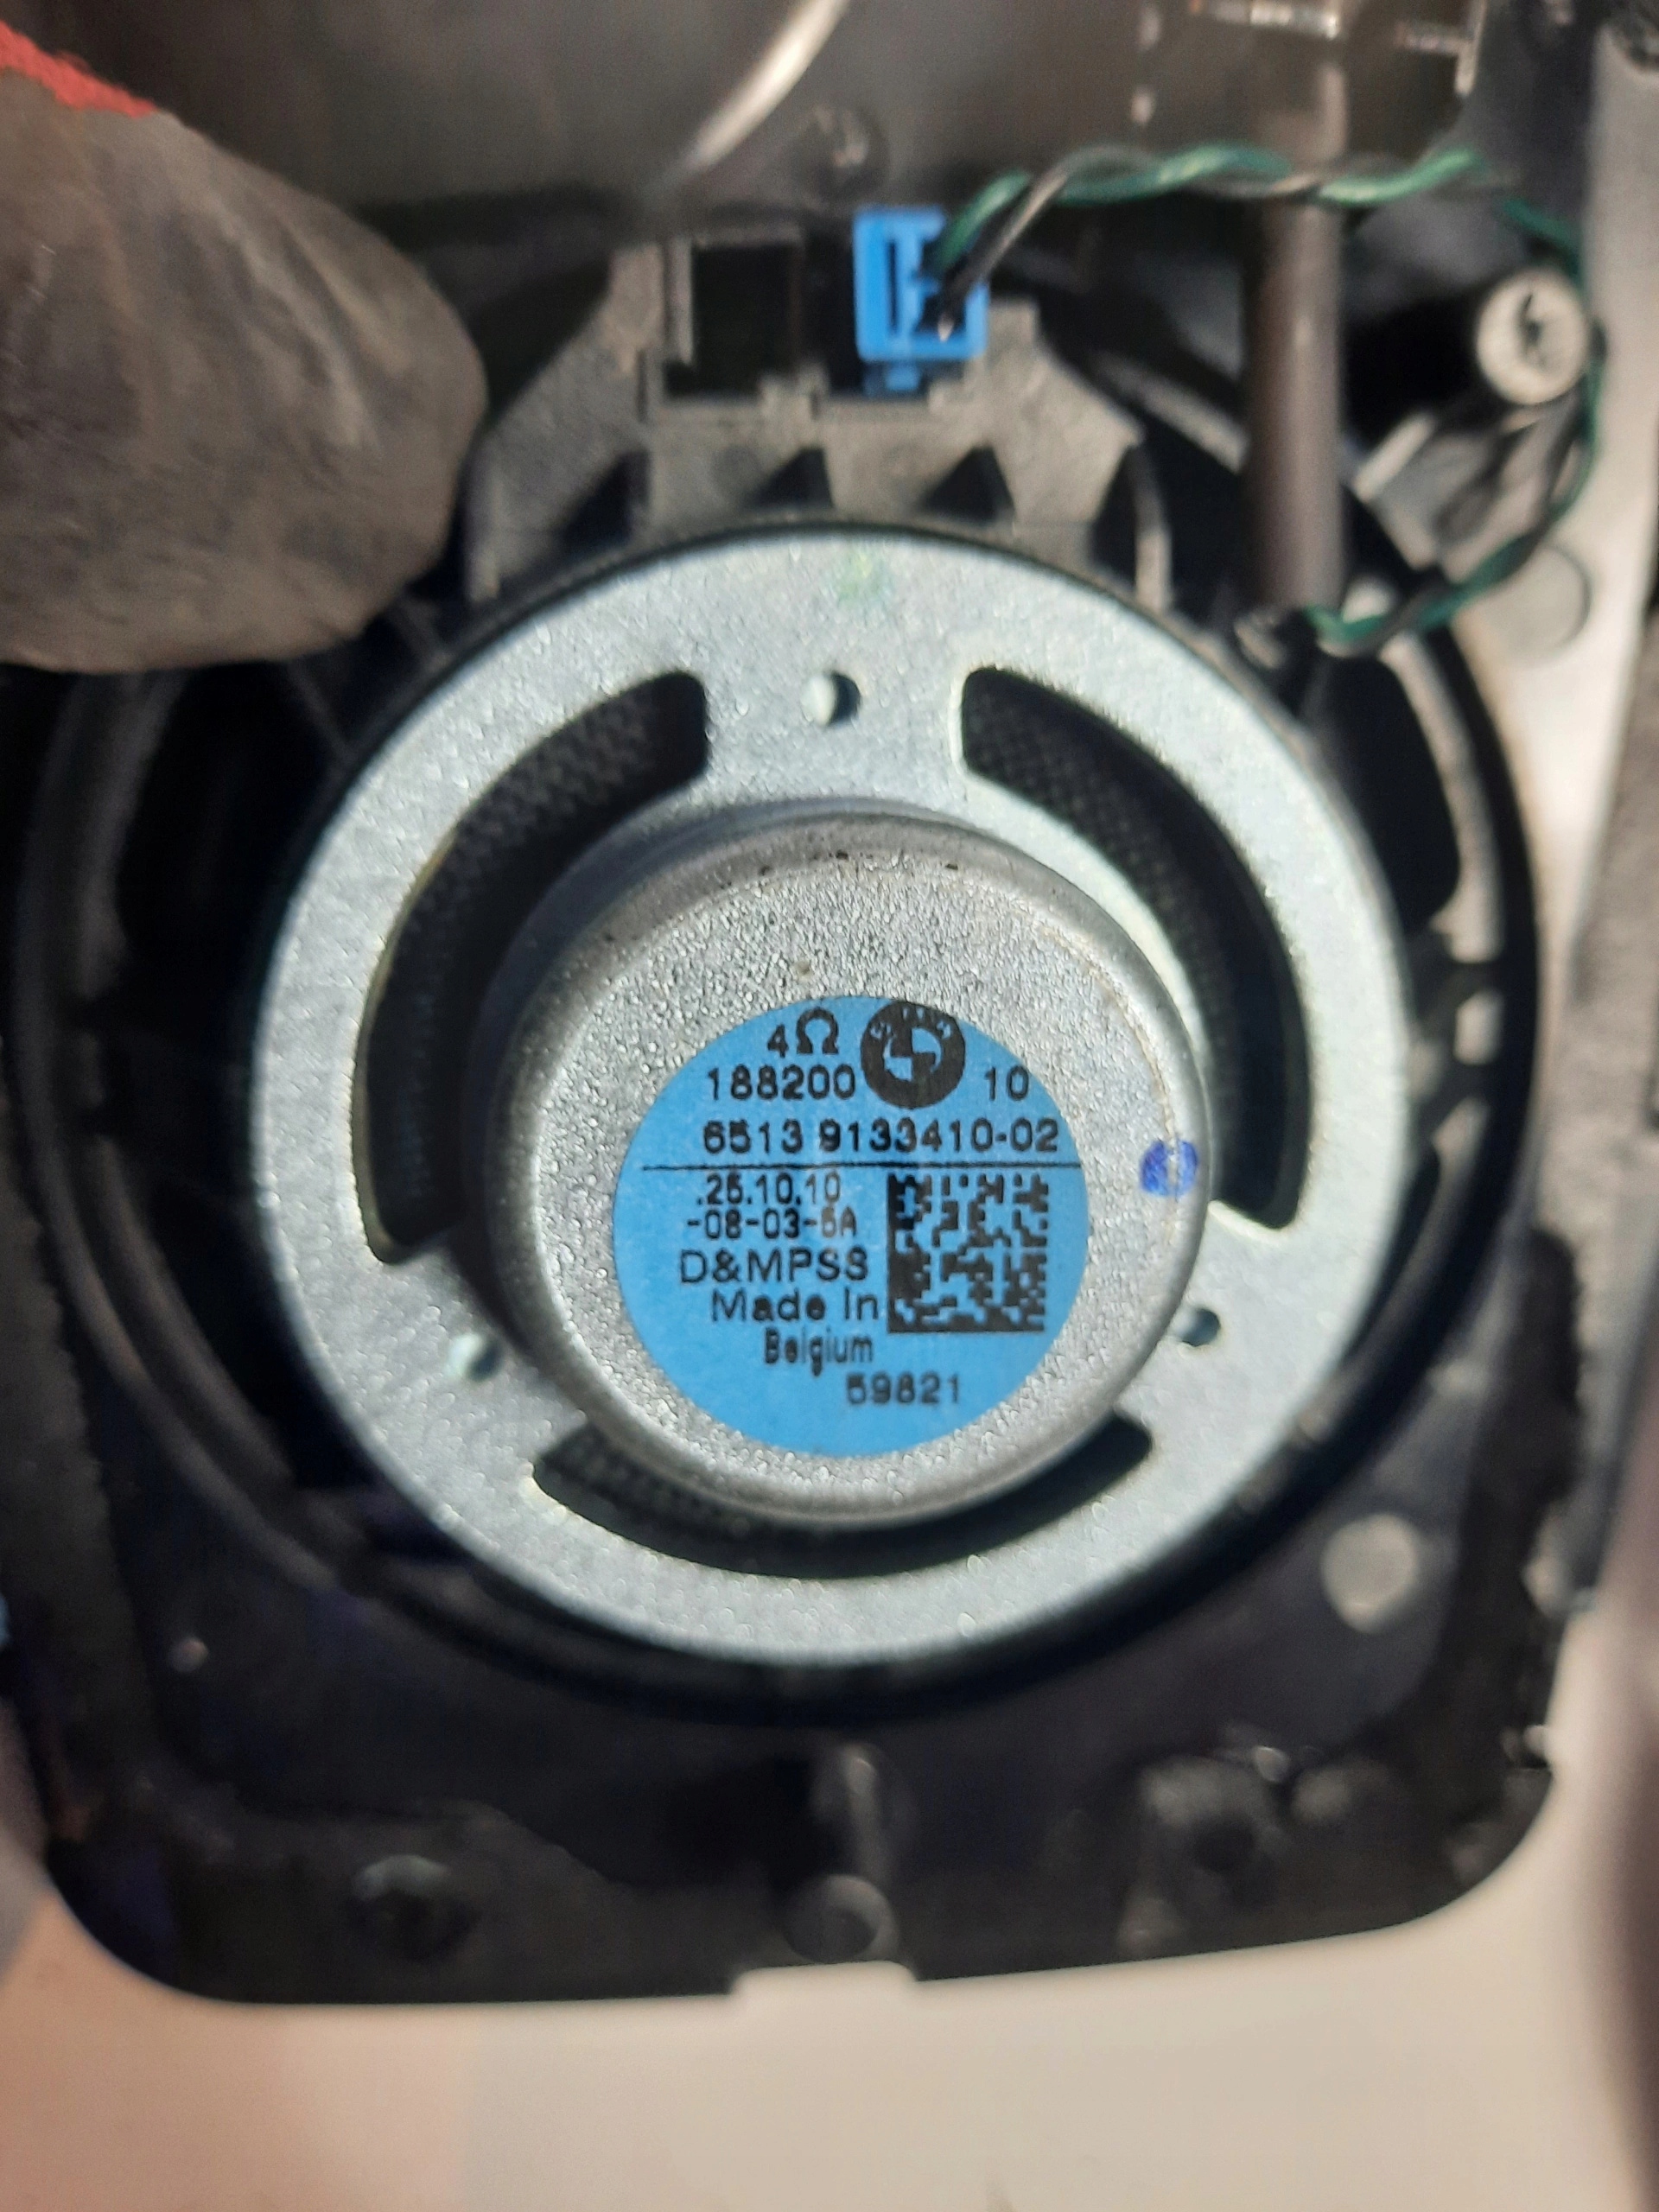 4Ω
188200 10
6513 9133410-02
.25.10.10
-08-03-6A
D&MPSS
Made In
Belgium
59821